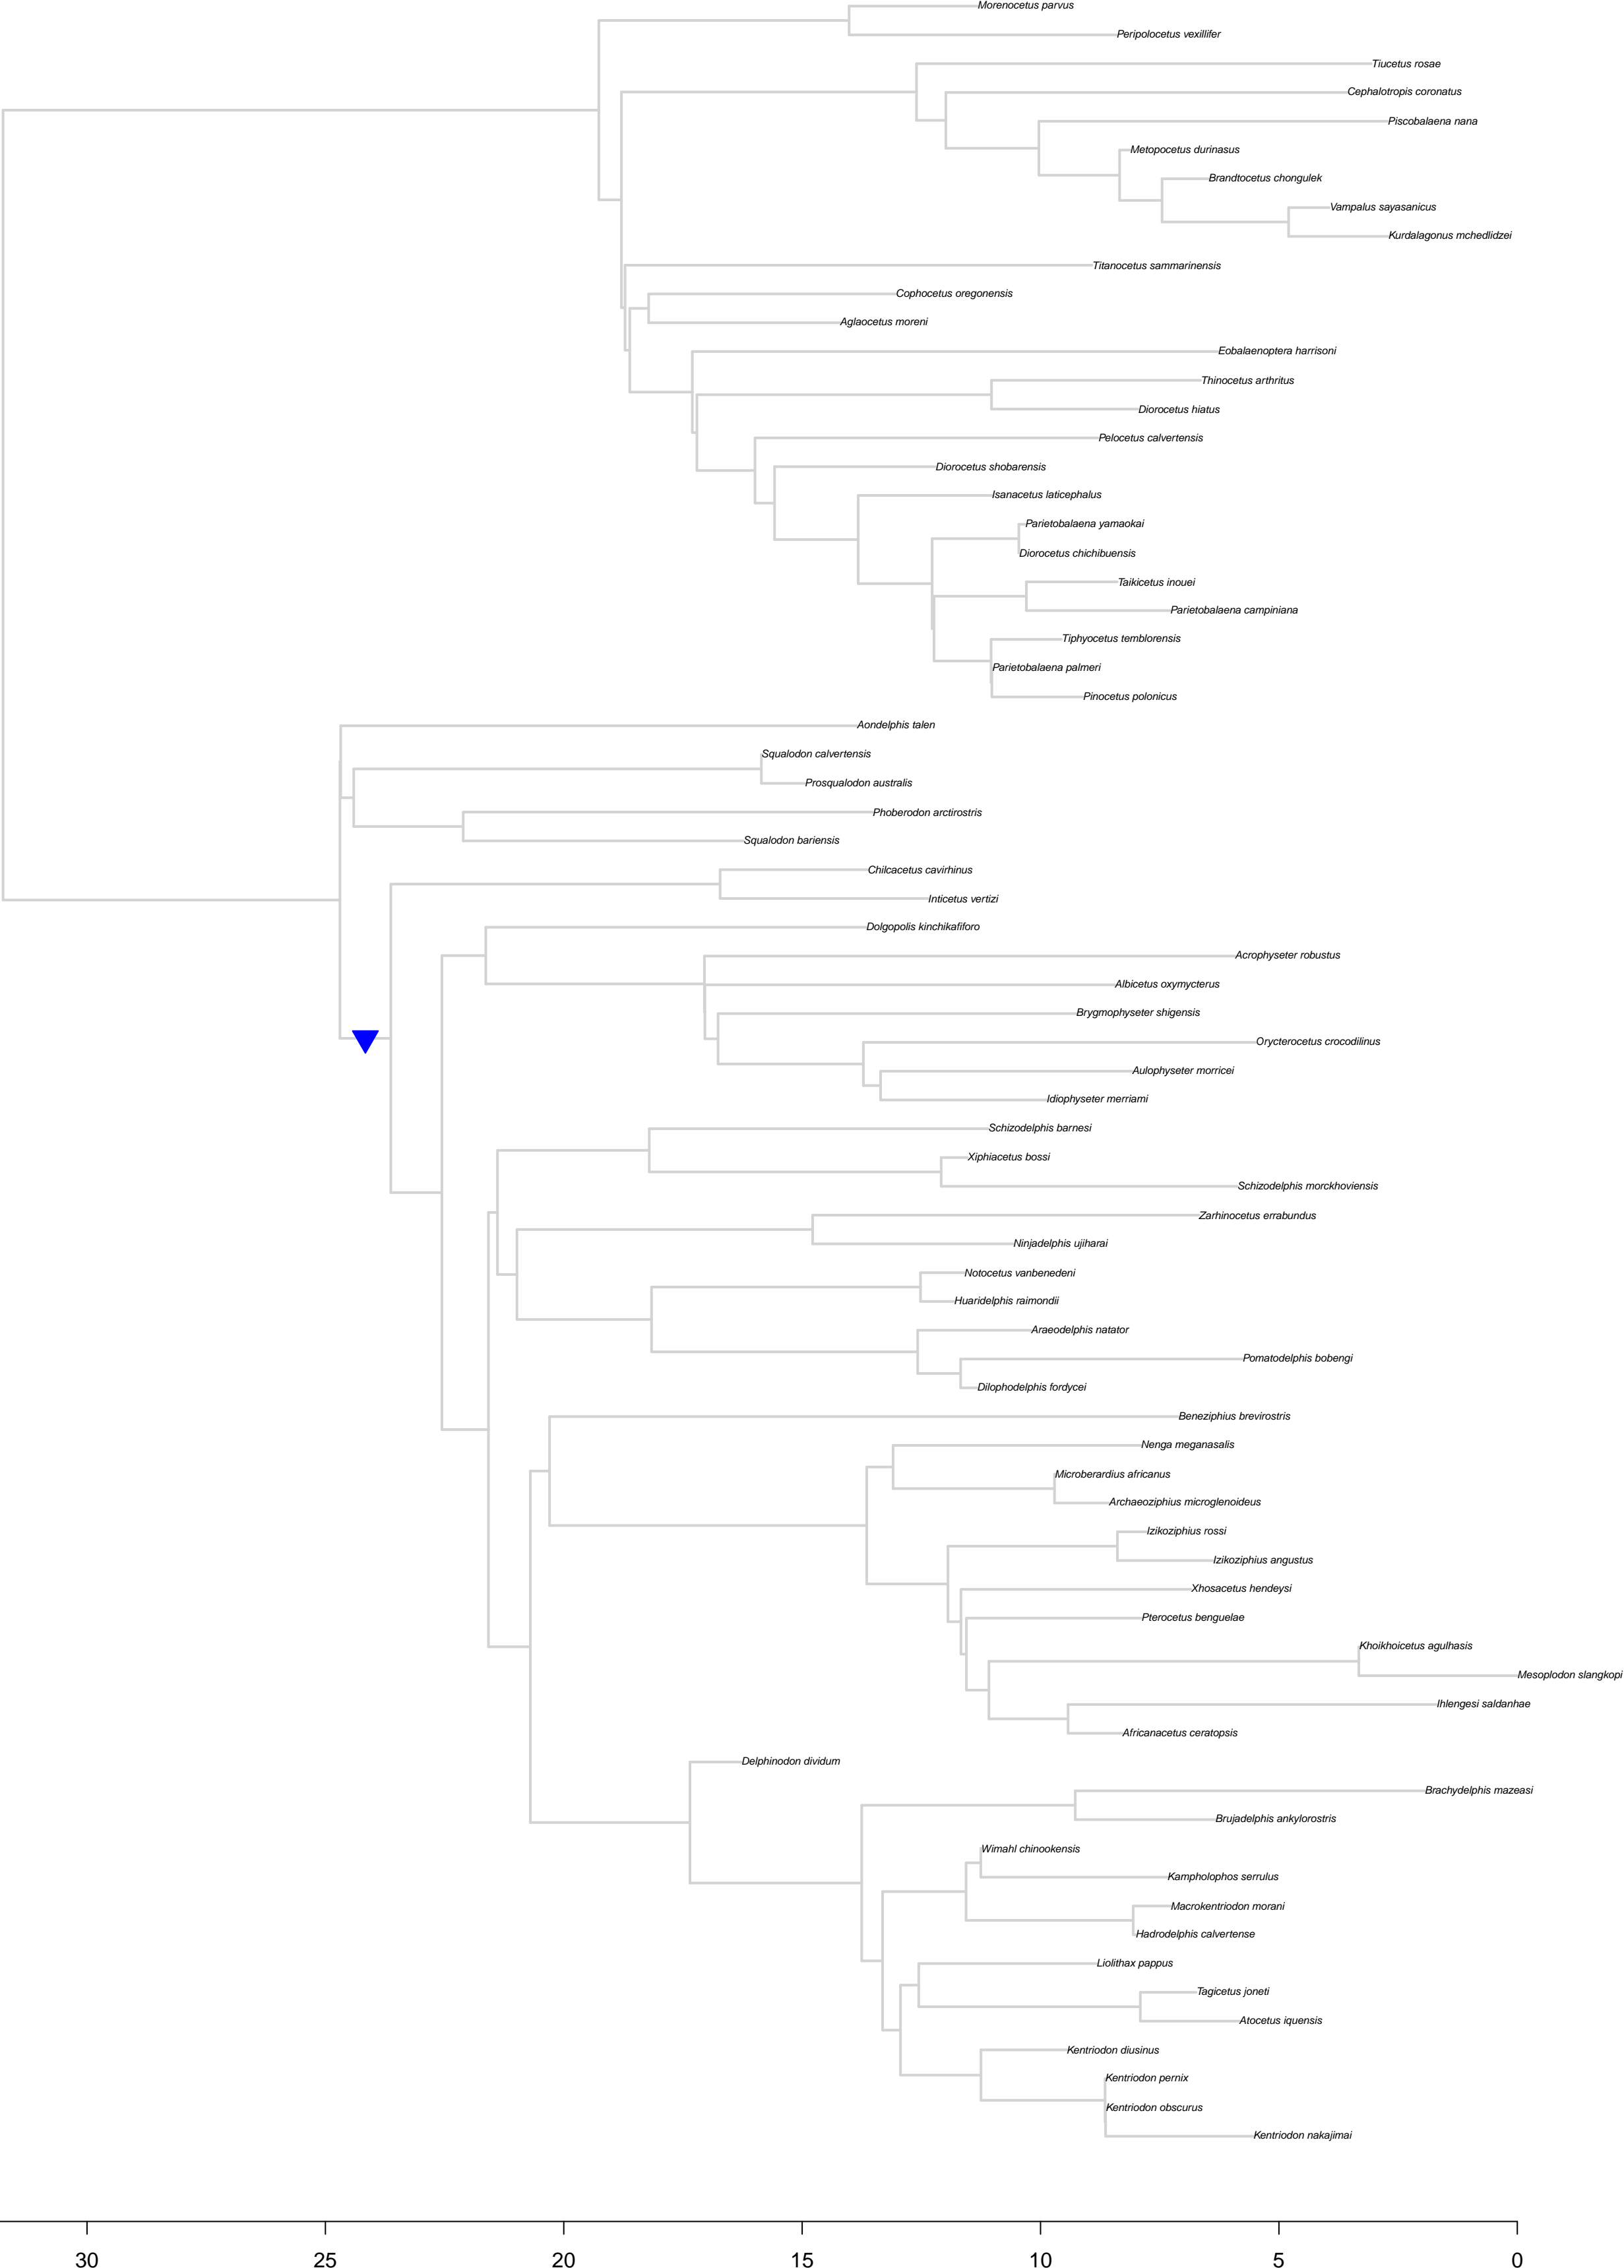 Morenocetus parvus
Peripolocetus vexillifer
Tiucetus rosae
Cephalotropis coronatus
Piscobalaena nana
Metopocetus durinasus
Brandtocetus chongulek
Vampalus sayasanicus
Kurdalagonus mchedlidzei
Titanocetus sammarinensis
Cophocetus oregonensis
Aglaocetus moreni
Eobalaenoptera harrisoni
Thinocetus arthritus
Diorocetus hiatus
Pelocetus calvertensis
Diorocetus shobarensis
Isanacetus laticephalus
Parietobalaena yamaokai
Diorocetus chichibuensis
Taikicetus inouei
Parietobalaena campiniana
Tiphyocetus temblorensis
Parietobalaena palmeri
Pinocetus polonicus
Aondelphis talen
Squalodon calvertensis
Prosqualodon australis
Phoberodon arctirostris
Squalodon bariensis
Chilcacetus cavirhinus
Inticetus vertizi
Dolgopolis kinchikafiforo
Acrophyseter robustus
Albicetus oxymycterus
Brygmophyseter shigensis
Orycterocetus crocodilinus
Aulophyseter morricei
Idiophyseter merriami
Schizodelphis barnesi
Xiphiacetus bossi
Schizodelphis morckhoviensis
Zarhinocetus errabundus
Ninjadelphis ujiharai
Notocetus vanbenedeni
Huaridelphis raimondii
Araeodelphis natator
Pomatodelphis bobengi
Dilophodelphis fordycei
Beneziphius brevirostris
Nenga meganasalis
Microberardius africanus
Archaeoziphius microglenoideus
Izikoziphius rossi
Izikoziphius angustus
Xhosacetus hendeysi
Pterocetus benguelae
Khoikhoicetus agulhasis
Mesoplodon slangkopi
Ihlengesi saldanhae
Africanacetus ceratopsis
Delphinodon dividum
Brachydelphis mazeasi
Brujadelphis ankylorostris
Wimahl chinookensis
Kampholophos serrulus
Macrokentriodon morani
Hadrodelphis calvertense
Liolithax pappus
Tagicetus joneti
Atocetus iquensis
Kentriodon diusinus
Kentriodon pernix
Kentriodon obscurus
Kentriodon nakajimai
30 25 20 15 10 5 0